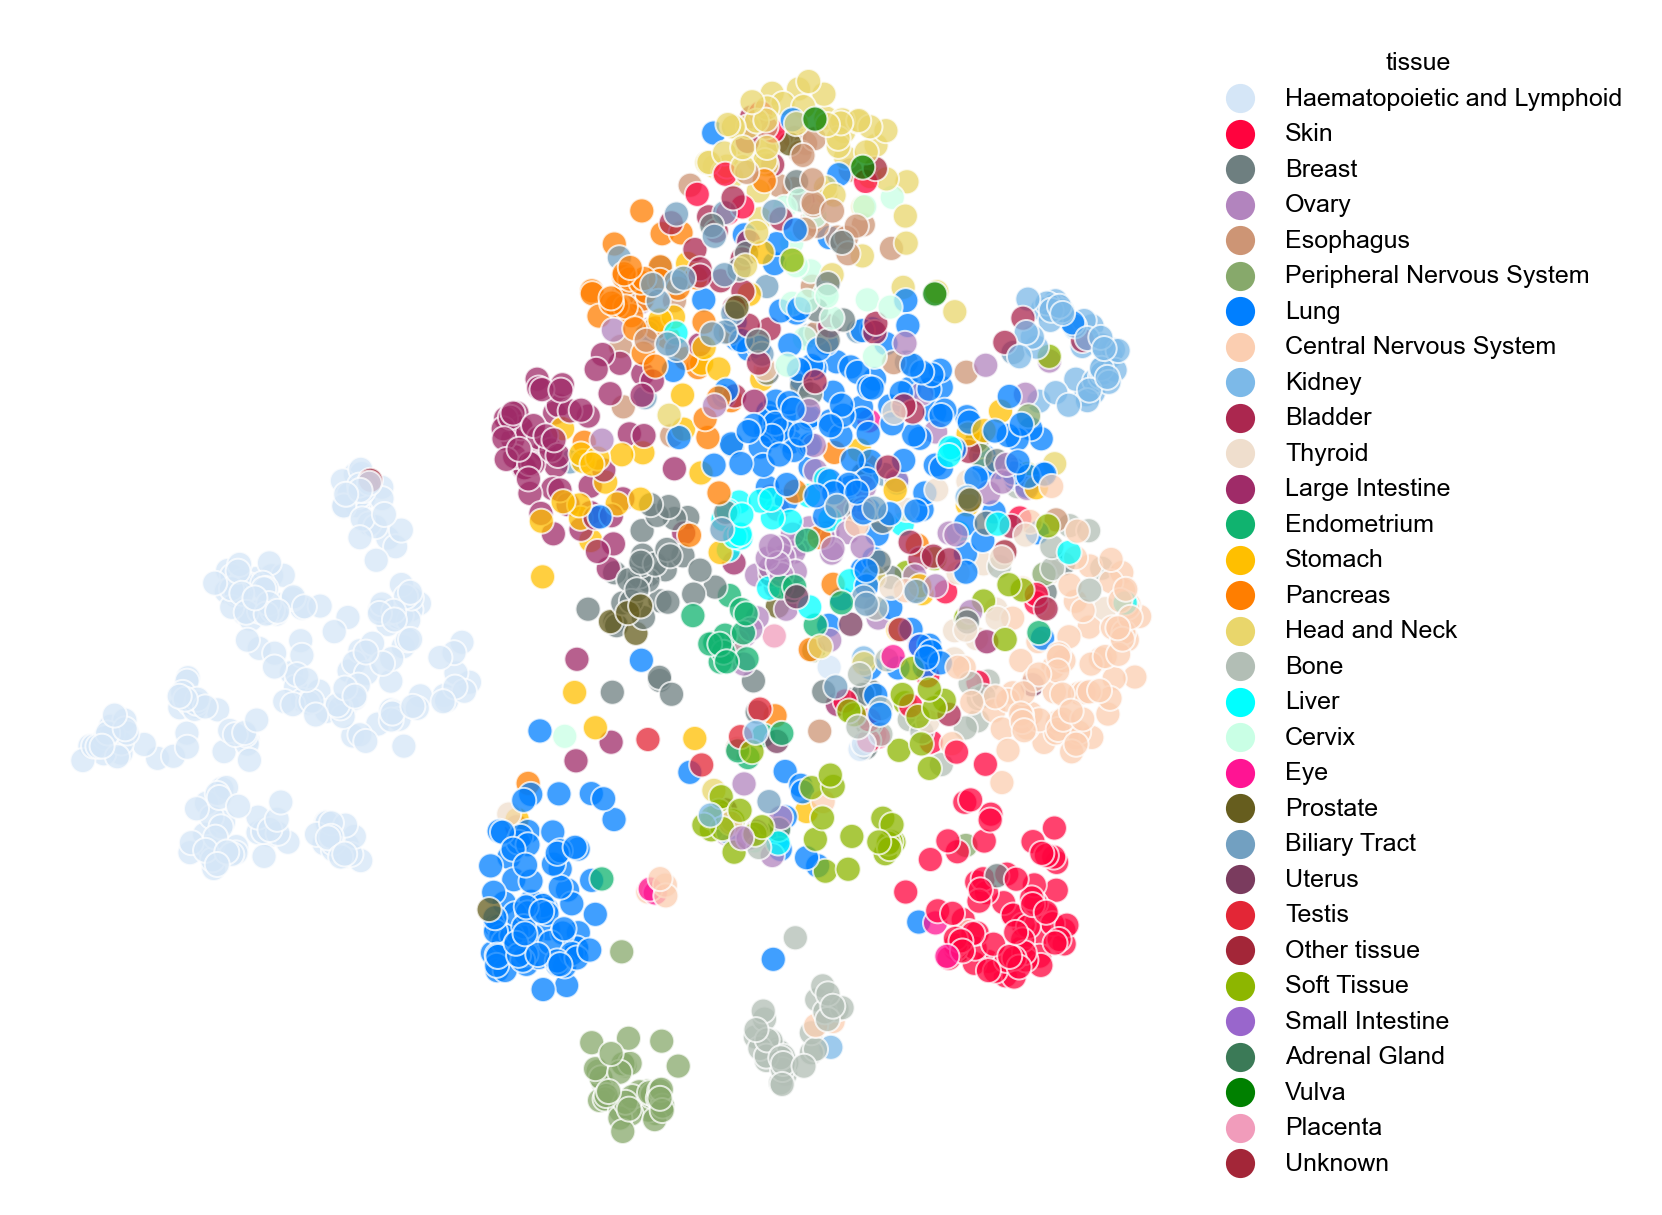 tissue
Haematopoietic and Lymphoid
Skin
Breast
Ovary
Esophagus
Peripheral Nervous System
Lung
Central Nervous System
Kidney
Bladder
Thyroid
Large Intestine
Endometrium
Stomach
Pancreas
Head and Neck
Bone
Liver
Cervix
Eye
Prostate
Biliary Tract
Uterus
Testis
Other tissue
Soft Tissue
Small Intestine
Adrenal Gland
Vulva
Placenta
Unknown